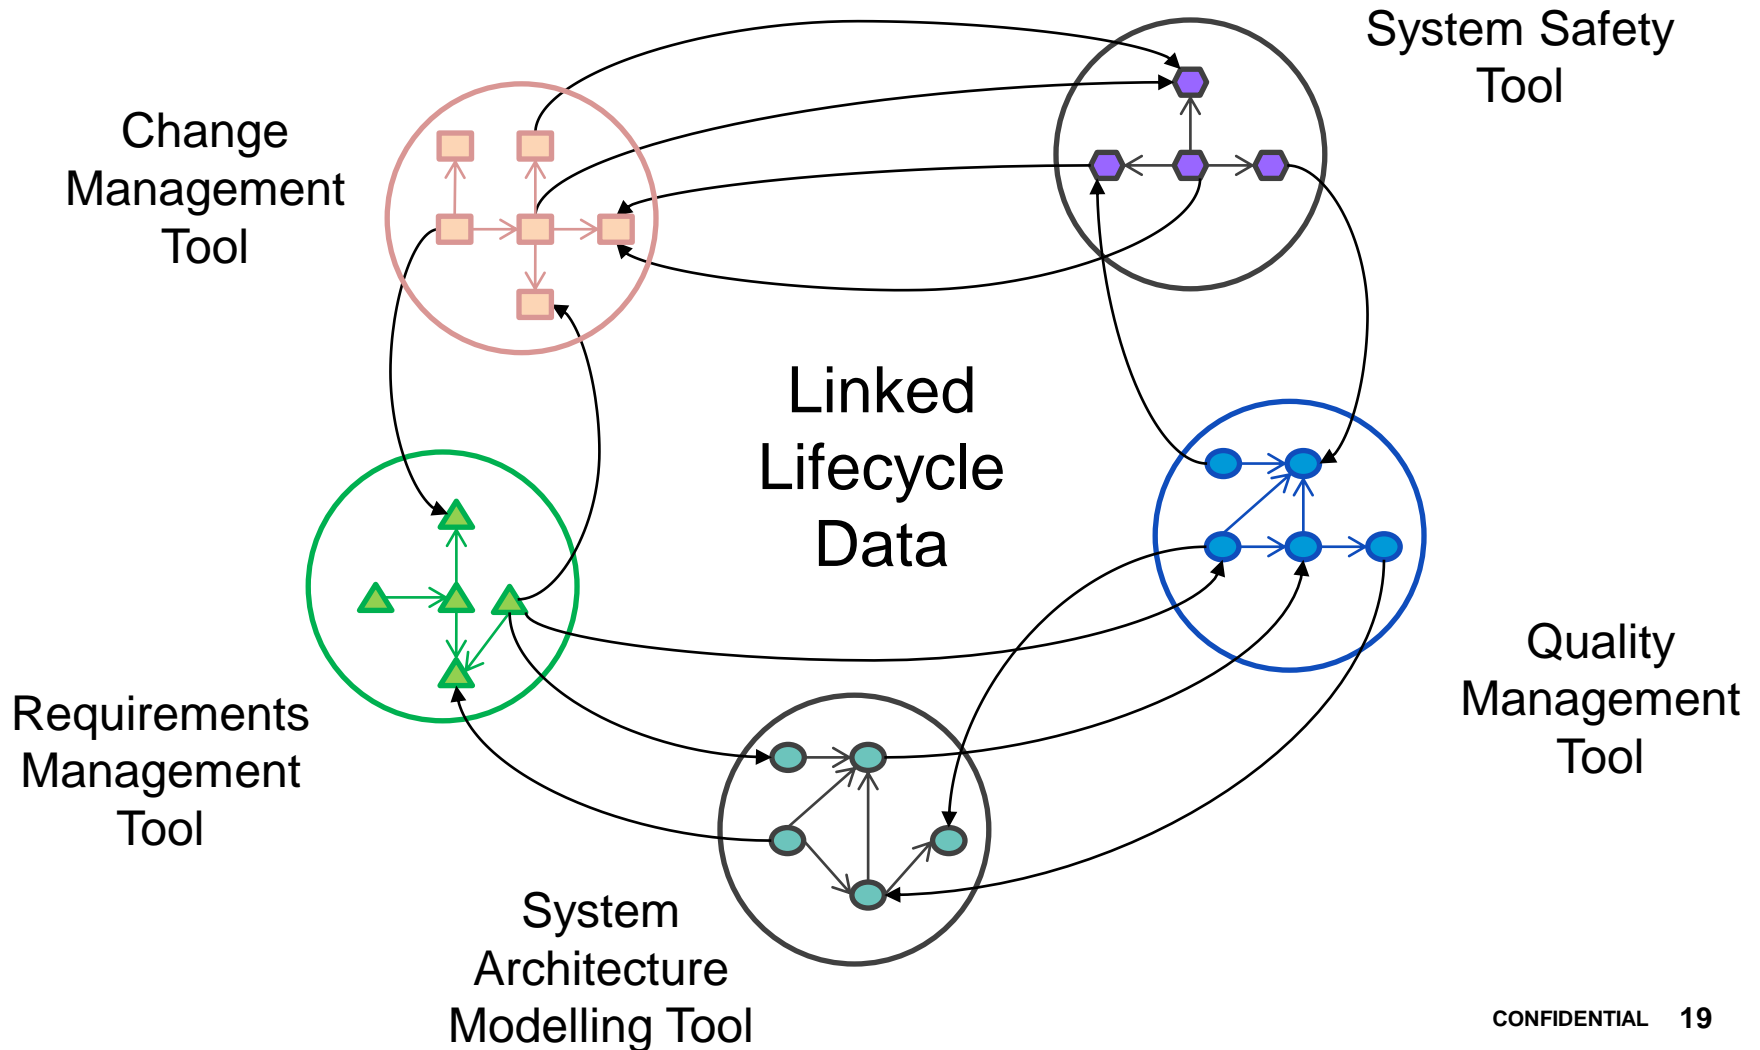 System Safety
Tool
Change
Management
Tool
Linked
Lifecycle
Data
Quality
Management
Tool
Requirements
Management
Tool
System
Architecture
Modelling Tool
CONFIDENTIAL 19